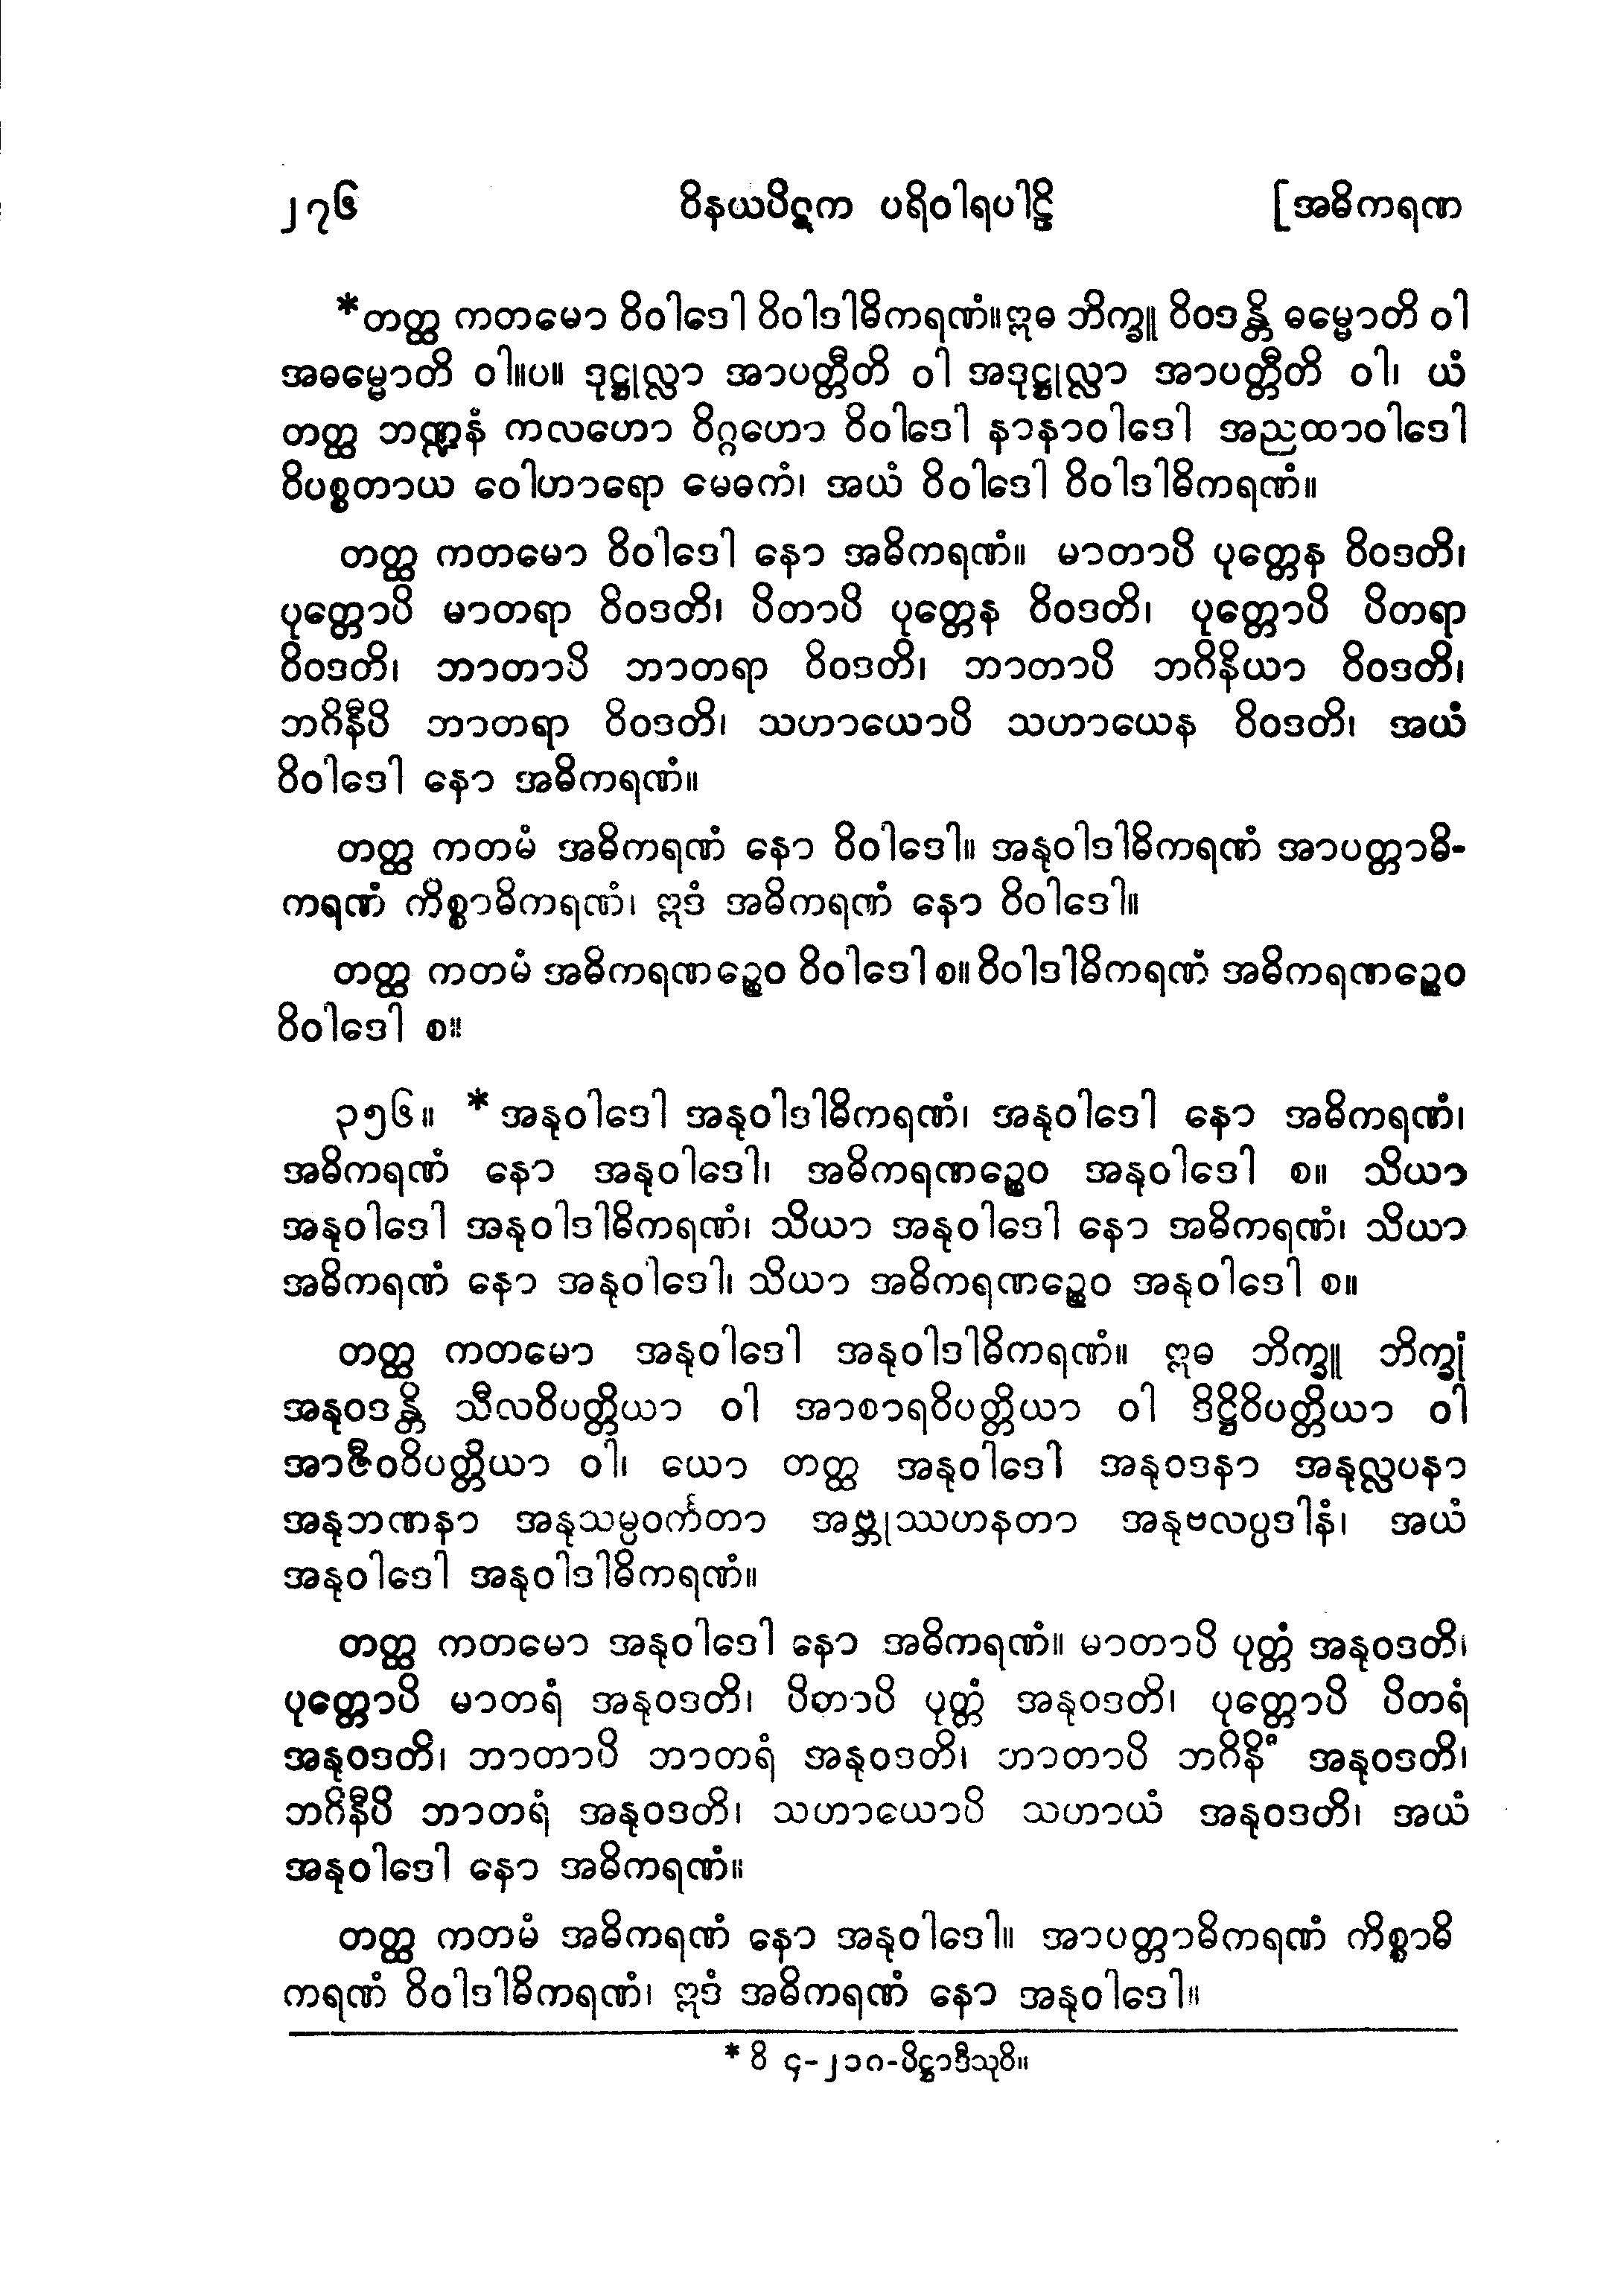 ၂၇၆ ဝိနယပိဋက ပရိဝါရပါဠိ [အဓိကရဏ
*တတ္ထ ကတမော ဝိဝါဒေါ ဝိဝါဒါဓိကရဏံ။ ဣဓ ဘိက္ခူ ဝိဝဒန္တိ ဓမ္မောတိ ဝါ
အဓမ္မောတိ ဝါ။ပ။ ဒုဋ္ဌုလ္လာ အာပတ္တီတိ ဝါ အဒုဋ္ဌုလ္လာ အာပတ္တီတိ ဝါ၊ ယံ
တတ္ထ ဘဏ္ဍနံ ကလဟော ဝိဂ္ဂဟော ဝိဝါဒေါ နာနာဝါဒေါ အညထာဝါဒေါ
ဝိပစ္စတာယ ဝေါဟာရော မေဓကံ၊ အယံ ဝိဝါဒေါ ဝိဝါဒါဓိကရဏံ။
တတ္ထ ကတမော ဝိဝါဒေါ နော အဓိကရဏံ။ မာတာပိ ပုတ္တေန ဝိဝဒတိ၊
ပုတ္တောပိ မာတရာ ဝိဝဒတိ၊ ပိတာပိ ပုတ္တေန ဝိဝဒတိ၊ ပုတ္တောပိ ပိတရာ
ဝိဝဒတိ၊ ဘာတာပိ ဘာတရာ ဝိဝဒတိ၊ ဘာတာပိ ဘဂိနိယာ ဝိဝဒတိ၊
ဘဂိနီပိ ဘာတရာ ဝိဝဒတိ၊ သဟာယောပိ သဟာယေန ဝိဝဒတိ၊ အယံ
ဝိဝါဒေါ နော အဓိကရဏံ။
တတ္ထ ကတမံ အဓိကရဏံ နော ဝိဝါဒေါ။ အနုဝါဒါဓိကရဏံ အာပတ္တာဓိ-
ကရဏံ ကိစ္စာဓိကရဏံ၊ ဣဒံ အဓိကရဏံ နော ဝိဝါဒေါ။
တတ္ထ ကတမံ အဓိကရဏဉ္စေဝ ဝိဝါဒေါ စ။ ဝိဝါဒါဓိကရဏံ အဓိကရဏဉ္စေဝ
ဝိဝါဒေါ စ။
၃၅၆။ *အနုဝါဒေါ အနုဝါဒါဓိကရဏံ၊ အနုဝါဒေါ နော အဓိကရဏံ၊
အဓိကရဏံ နော အနုဝါဒေါ၊ အဓိကရဏဉ္စေဝ အနုဝါဒေါ စ။ သိယာ
အနုဝါဒေါ အနုဝါဒါဓိကရဏံ၊ သိယာ အနုဝါဒေါ နော အဓိကရဏံ၊ သိယာ
အဓိကရဏံ နော အနုဝါဒေါ၊ သိယာ အဓိကရဏဉ္စေဝ အနုဝါဒေါ စ။
တတ္ထ ကတမော အနုဝါဒေါ အနုဝါဒါဓိကရဏံ။ ဣဓ ဘိက္ခူ ဘိက္ခုံ
အနုဝဒန္တိ သီလဝိပတ္တိယာ ဝါ အာစာရဝိပတ္တိယာ ဝါ ဒိဋ္ဌိဝိပတ္တိယာ ဝါ
အာဇီဝဝိပတ္တိယာ ဝါ၊ ယော တတ္ထ အနုဝါဒေါ အနုဝဒနာ အနုလ္လပနာ
အနုဘဏနာ အနုသမ္ပဝင်္ကတာ အဗ္ဘုဿဟနတာ အနုဗလပ္ပဒါနံ၊ အယံ
အနုဝါဒေါ အနုဝါဒါဓိကရဏံ။
တတ္ထ ကတမော အနုဝါဒေါ နော အဓိကရဏံ။ မာတာပိ ပုတ္တံ အနုဝဒတိ၊
ပုတ္တောပိ မာတရံ အနုဝဒတိ၊ ပိတာပိ ပုတ္တံ အနုဝဒတိ၊ ပုတ္တောပိ ပိတရံ
အနုဝဒတိ၊ ဘာတာပိ ဘာတရံ အနုဝဒတိ၊ ဘာတာပိ ဘဂိနိံ အနုဝဒတိ၊
ဘဂိနီပိ ဘာတရံ အနုဝဒတိ၊ သဟာယောပိ သဟာယံ အနုဝဒတိ၊ အယံ
အနုဝါဒေါ နော အဓိကရဏံ။
တတ္ထ ကတမံ အဓိကရဏံ နော အနုဝါဒေါ။ အာပတ္တာဓိကရဏံ ကိစ္စာဓိ
ကရဏံ ဝိဝါဒါဓိကရဏံ၊ ဣဒံ အဓိကရဏံ နော အနုဝါဒေါ။
* ဝိ ၄-၂၁၈-ပိဋ္ဌာဒီသုပိ။